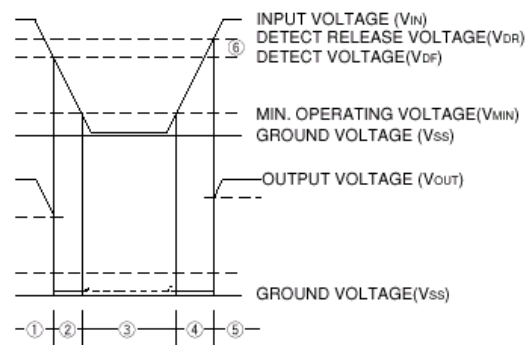 INPUT VOLTAGE (VIN)
DETECT RELEASE VOLTAGE(VDR)
⑥
DETECT VOLTAGE(VDF)
MIN. OPERATING VOLTAGE(VMIN)
GROUND VOLTAGE (VSS)
OUTPUT VOLTAGE (VOUT)
GROUND VOLTAGE(VSS)
① ② ③ ④ ⑤